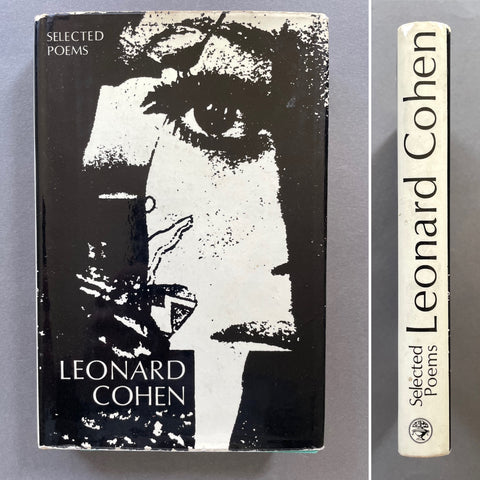 SELECTED
POEMS
LEONARD
COHEN
Selected
Poems
Leonard Cohen